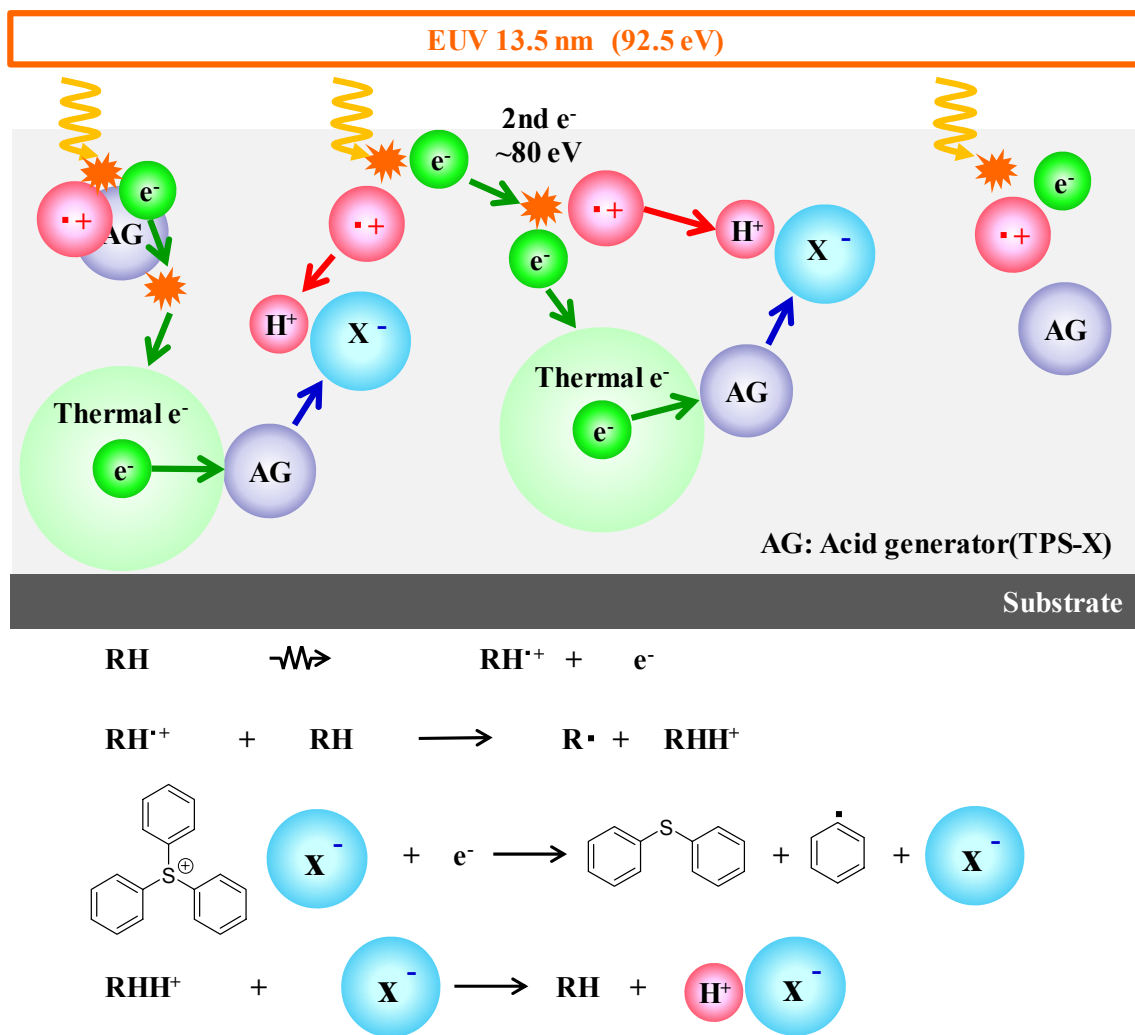 EUV 13.5 nm (92.5 eV)
2nd e⁻
~80 eV
e⁻
e⁻
e⁻
·+
AG
·+
·+
H⁺
X⁻
·+
e⁻
H⁺
X⁻
AG
Thermal e⁻
Thermal e⁻
AG
e⁻
e⁻
AG
AG: Acid generator(TPS-X)
Substrate
RH RH·⁺ + e⁻
RH·⁺ + RH R· + RHH⁺
S⊕ X⁻ + e⁻ S + · + X⁻
RHH⁺ + X⁻ RH + H⁺ X⁻